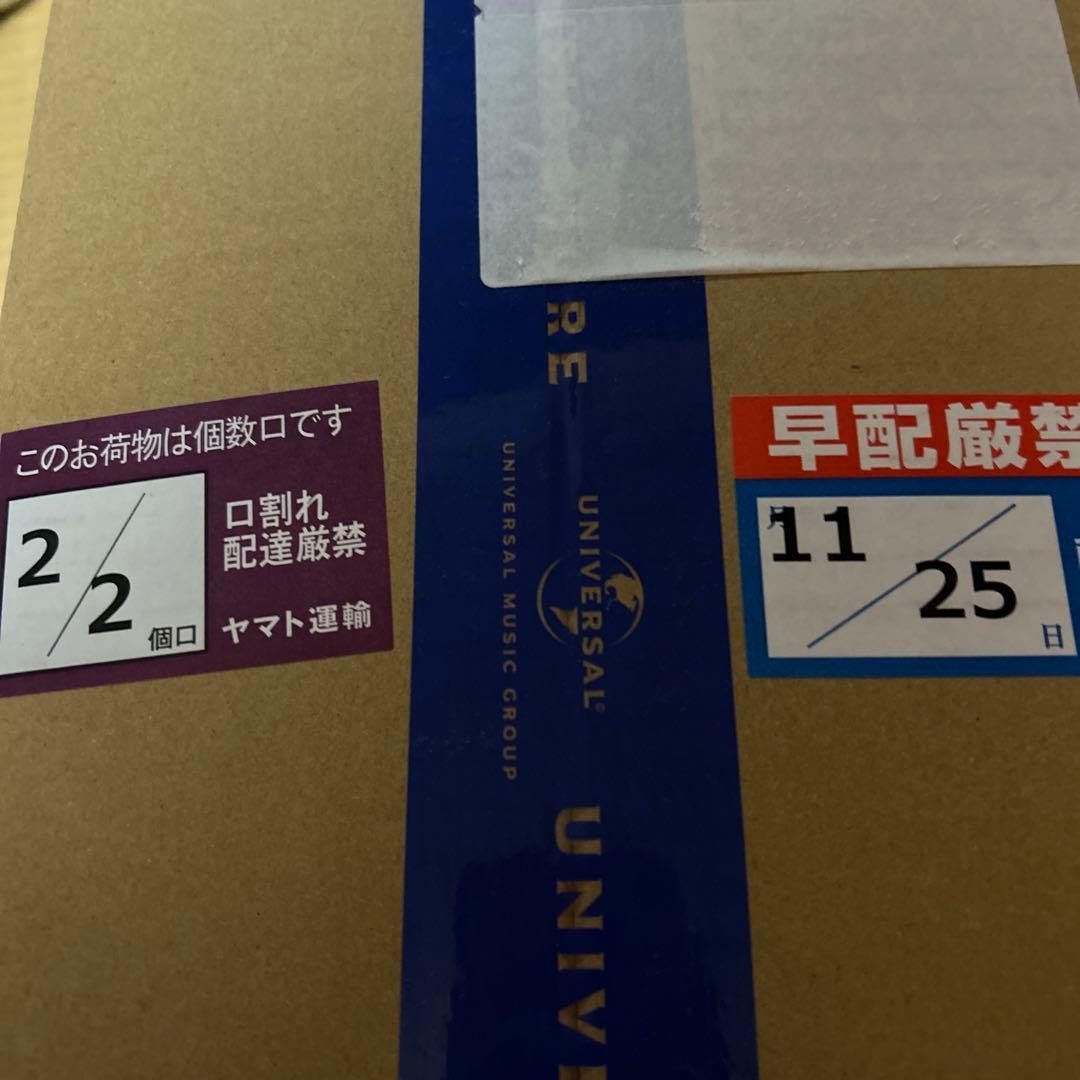 RE
このお荷物は個数口です
2/2
個口
口割れ
配達厳禁
ヤマト運輸
UNIVERSAL MUSIC GROUP
UNIVERSAL
早配厳禁
月
11/25
日
UNIV